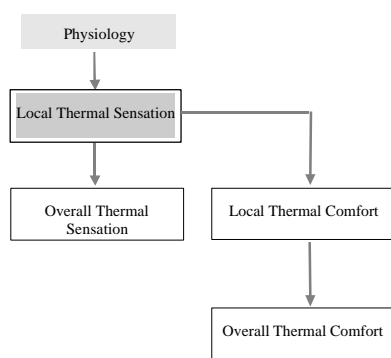 Physiology
Local Thermal Sensation
Overall Thermal
Sensation
Local Thermal Comfort
Overall Thermal Comfort